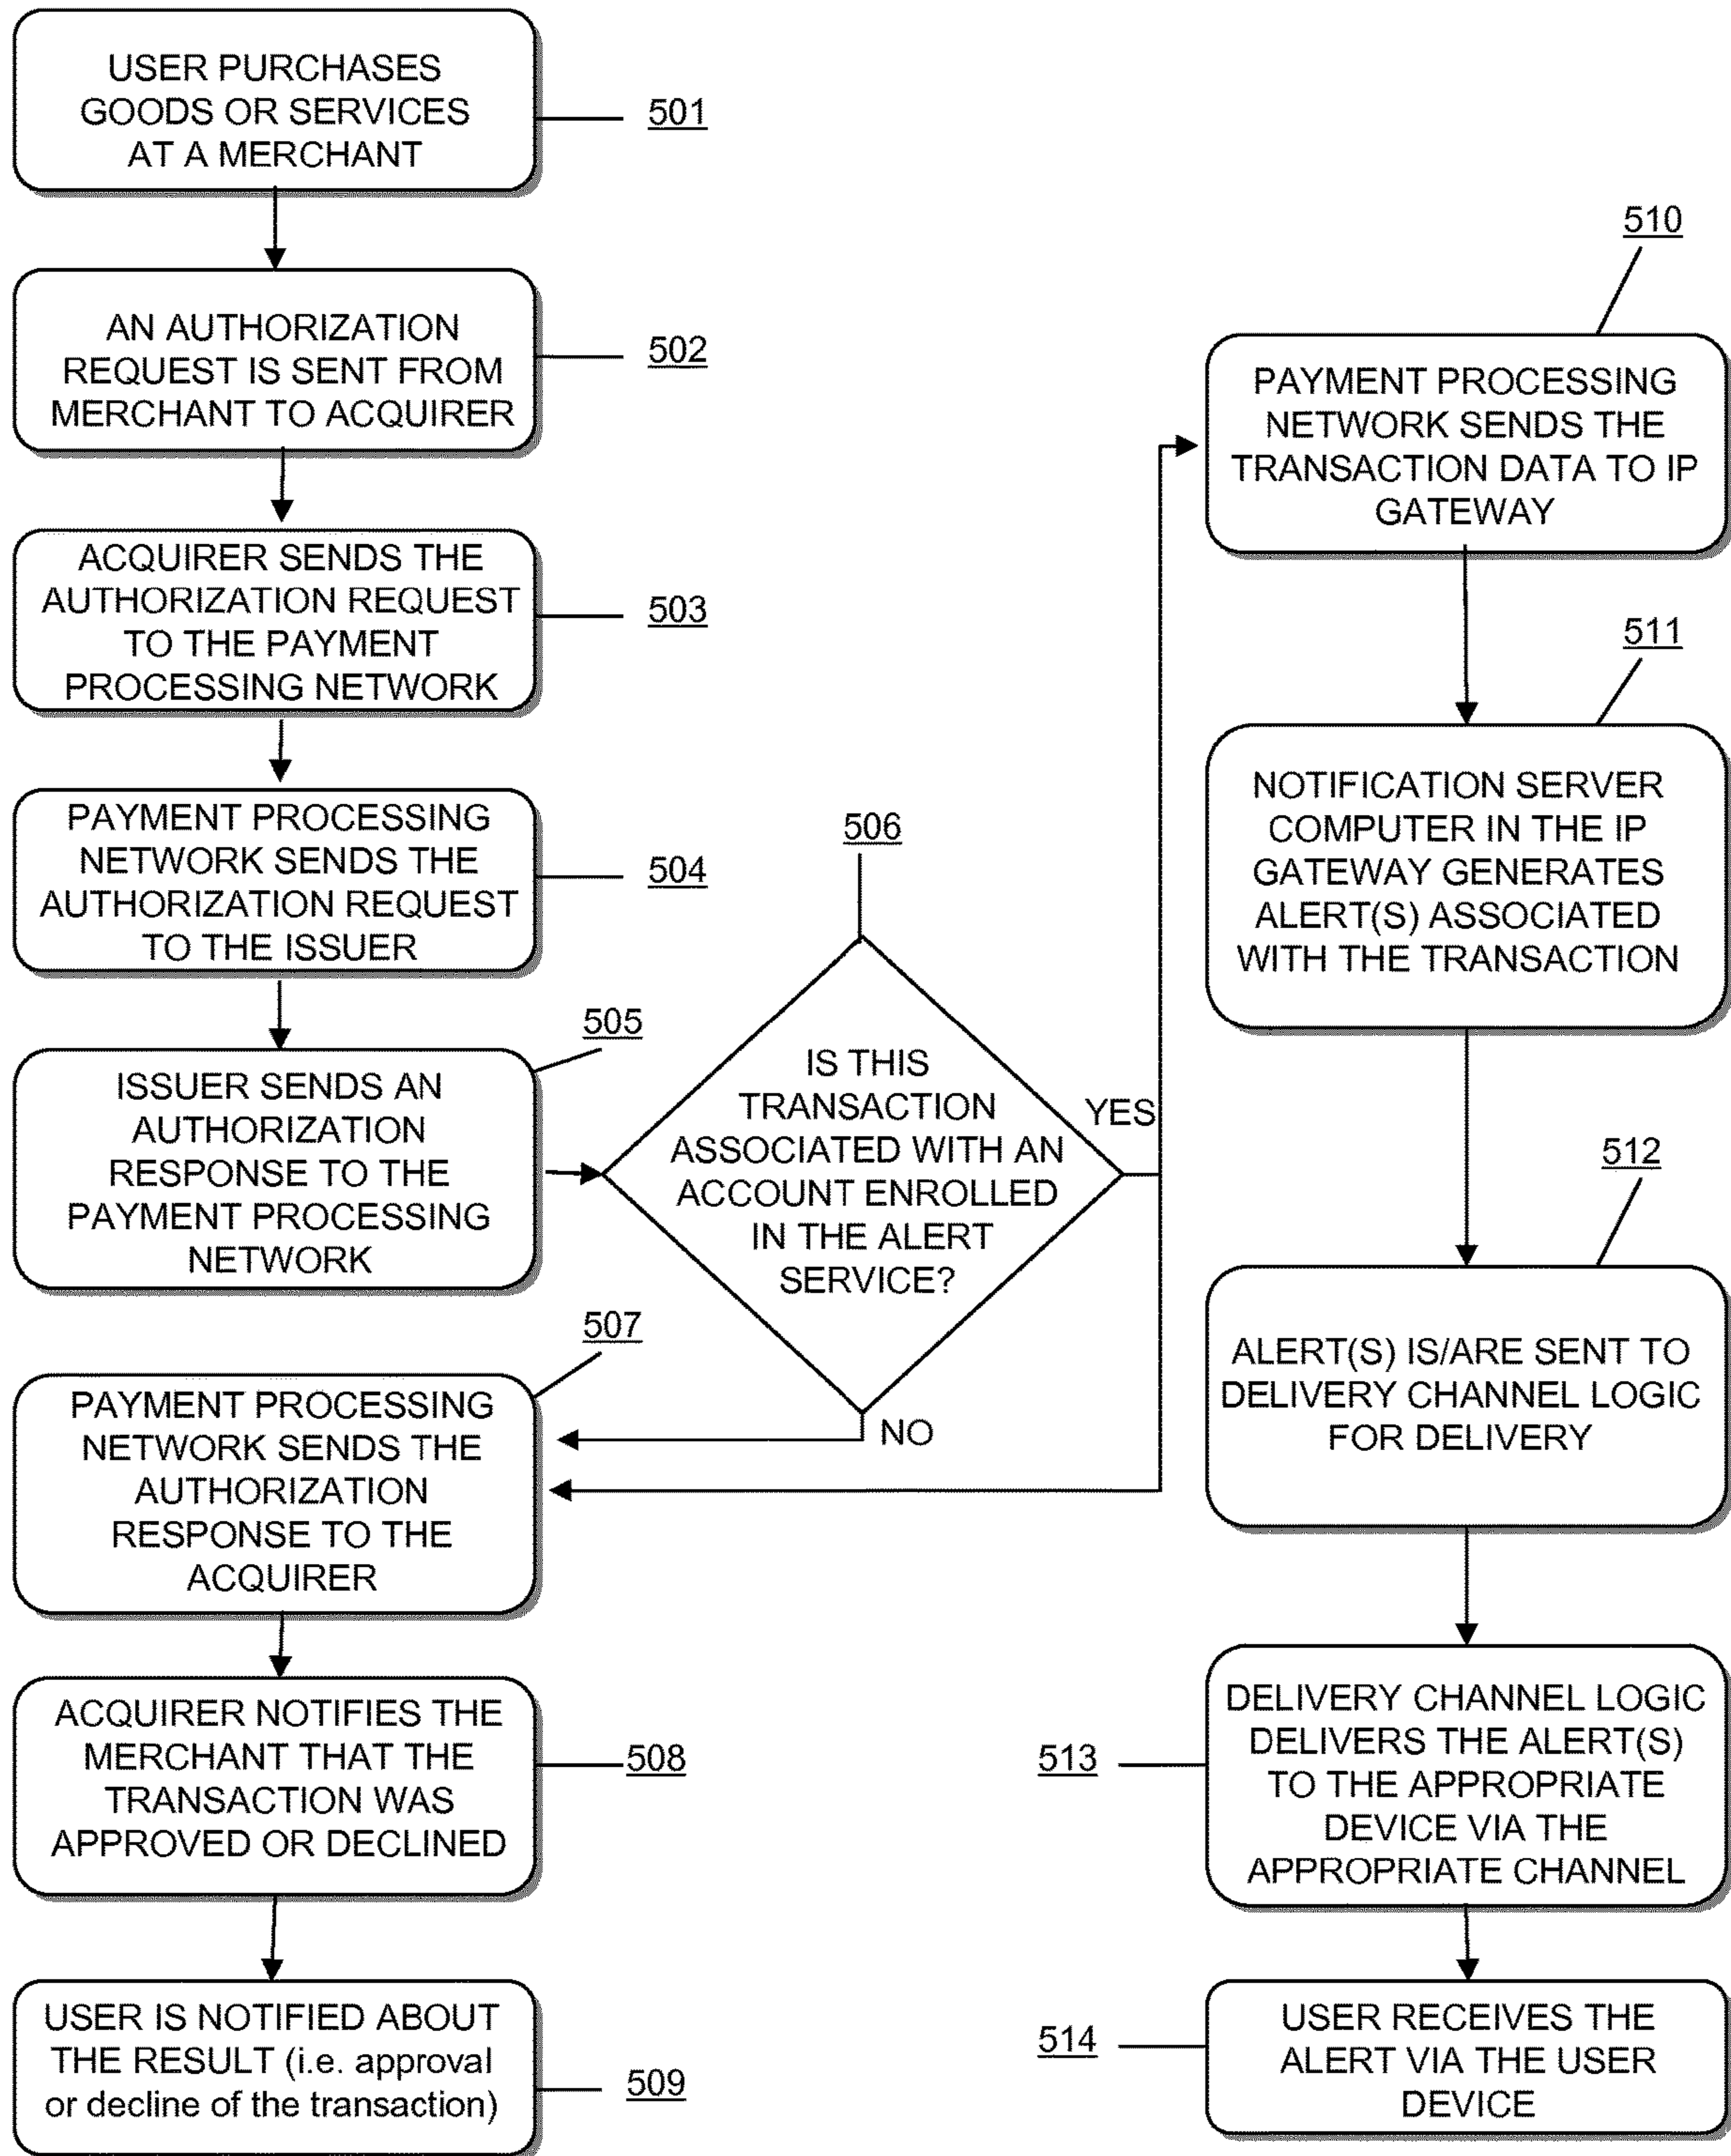 USER PURCHASES
GOODS OR SERVICES
AT A MERCHANT
501
AN AUTHORIZATION
REQUEST IS SENT FROM
MERCHANT TO ACQUIRER
502
ACQUIRER SENDS THE
AUTHORIZATION REQUEST
TO THE PAYMENT
PROCESSING NETWORK
503
PAYMENT PROCESSING
NETWORK SENDS THE
AUTHORIZATION REQUEST
TO THE ISSUER
504
ISSUER SENDS AN
AUTHORIZATION
RESPONSE TO THE
PAYMENT PROCESSING
NETWORK
505
506
IS THIS
TRANSACTION
ASSOCIATED WITH AN
ACCOUNT ENROLLED
IN THE ALERT
SERVICE?
YES
NO
507
PAYMENT PROCESSING
NETWORK SENDS THE
AUTHORIZATION
RESPONSE TO THE
ACQUIRER
ACQUIRER NOTIFIES THE
MERCHANT THAT THE
TRANSACTION WAS
APPROVED OR DECLINED
508
USER IS NOTIFIED ABOUT
THE RESULT (i.e. approval
or decline of the transaction)
509
510
PAYMENT PROCESSING
NETWORK SENDS THE
TRANSACTION DATA TO IP
GATEWAY
511
NOTIFICATION SERVER
COMPUTER IN THE IP
GATEWAY GENERATES
ALERT(S) ASSOCIATED
WITH THE TRANSACTION
512
ALERT(S) IS/ARE SENT TO
DELIVERY CHANNEL LOGIC
FOR DELIVERY
513
DELIVERY CHANNEL LOGIC
DELIVERS THE ALERT(S)
TO THE APPROPRIATE
DEVICE VIA THE
APPROPRIATE CHANNEL
514
USER RECEIVES THE
ALERT VIA THE USER
DEVICE